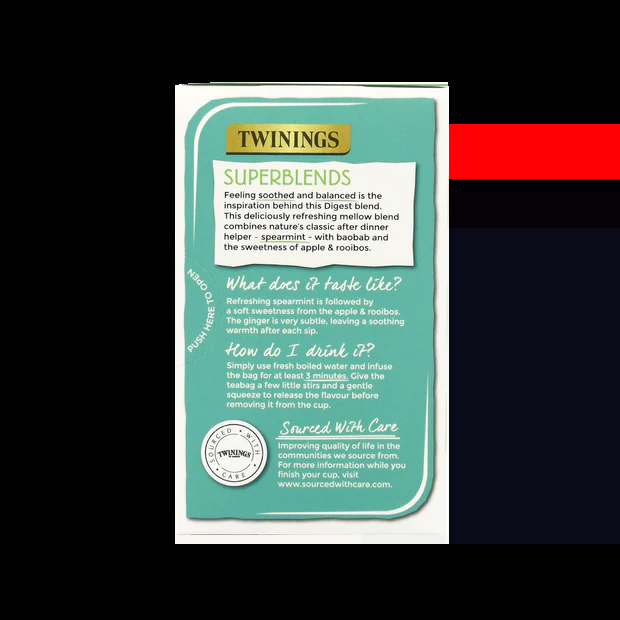 TWININGS
SUPERBLENDS
Feeling soothed and balanced is the
inspiration behind this Digest blend.
This deliciously refreshing mellow blend
combines nature's classic after dinner
helper - spearmint - with baobab and
the sweetness of apple & rooibos.
What does it taste like?
Refreshing spearmint is followed by
a soft sweetness from the apple & rooibos.
The ginger is very subtle, leaving a soothing
warmth after each sip.
PUSH HERE TO OPEN
How do I drink it?
Simply use fresh boiled water and infuse
the bag for at least 3 minutes. Give the
teabag a few little stirs and a gentle
squeeze to release the flavour before
removing it from the cup.
Sourced With Care
Improving quality of life in the
communities we source from.
For more information while you
finish your cup, visit
www.sourcedwithcare.com.
SOURCED • WITH • CARE •
TWININGS